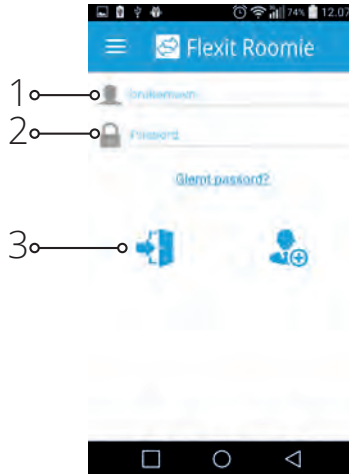 74% 12.07
Flexit Roomie
1 Brukernavn
2 Passord
Glemt passord?
3